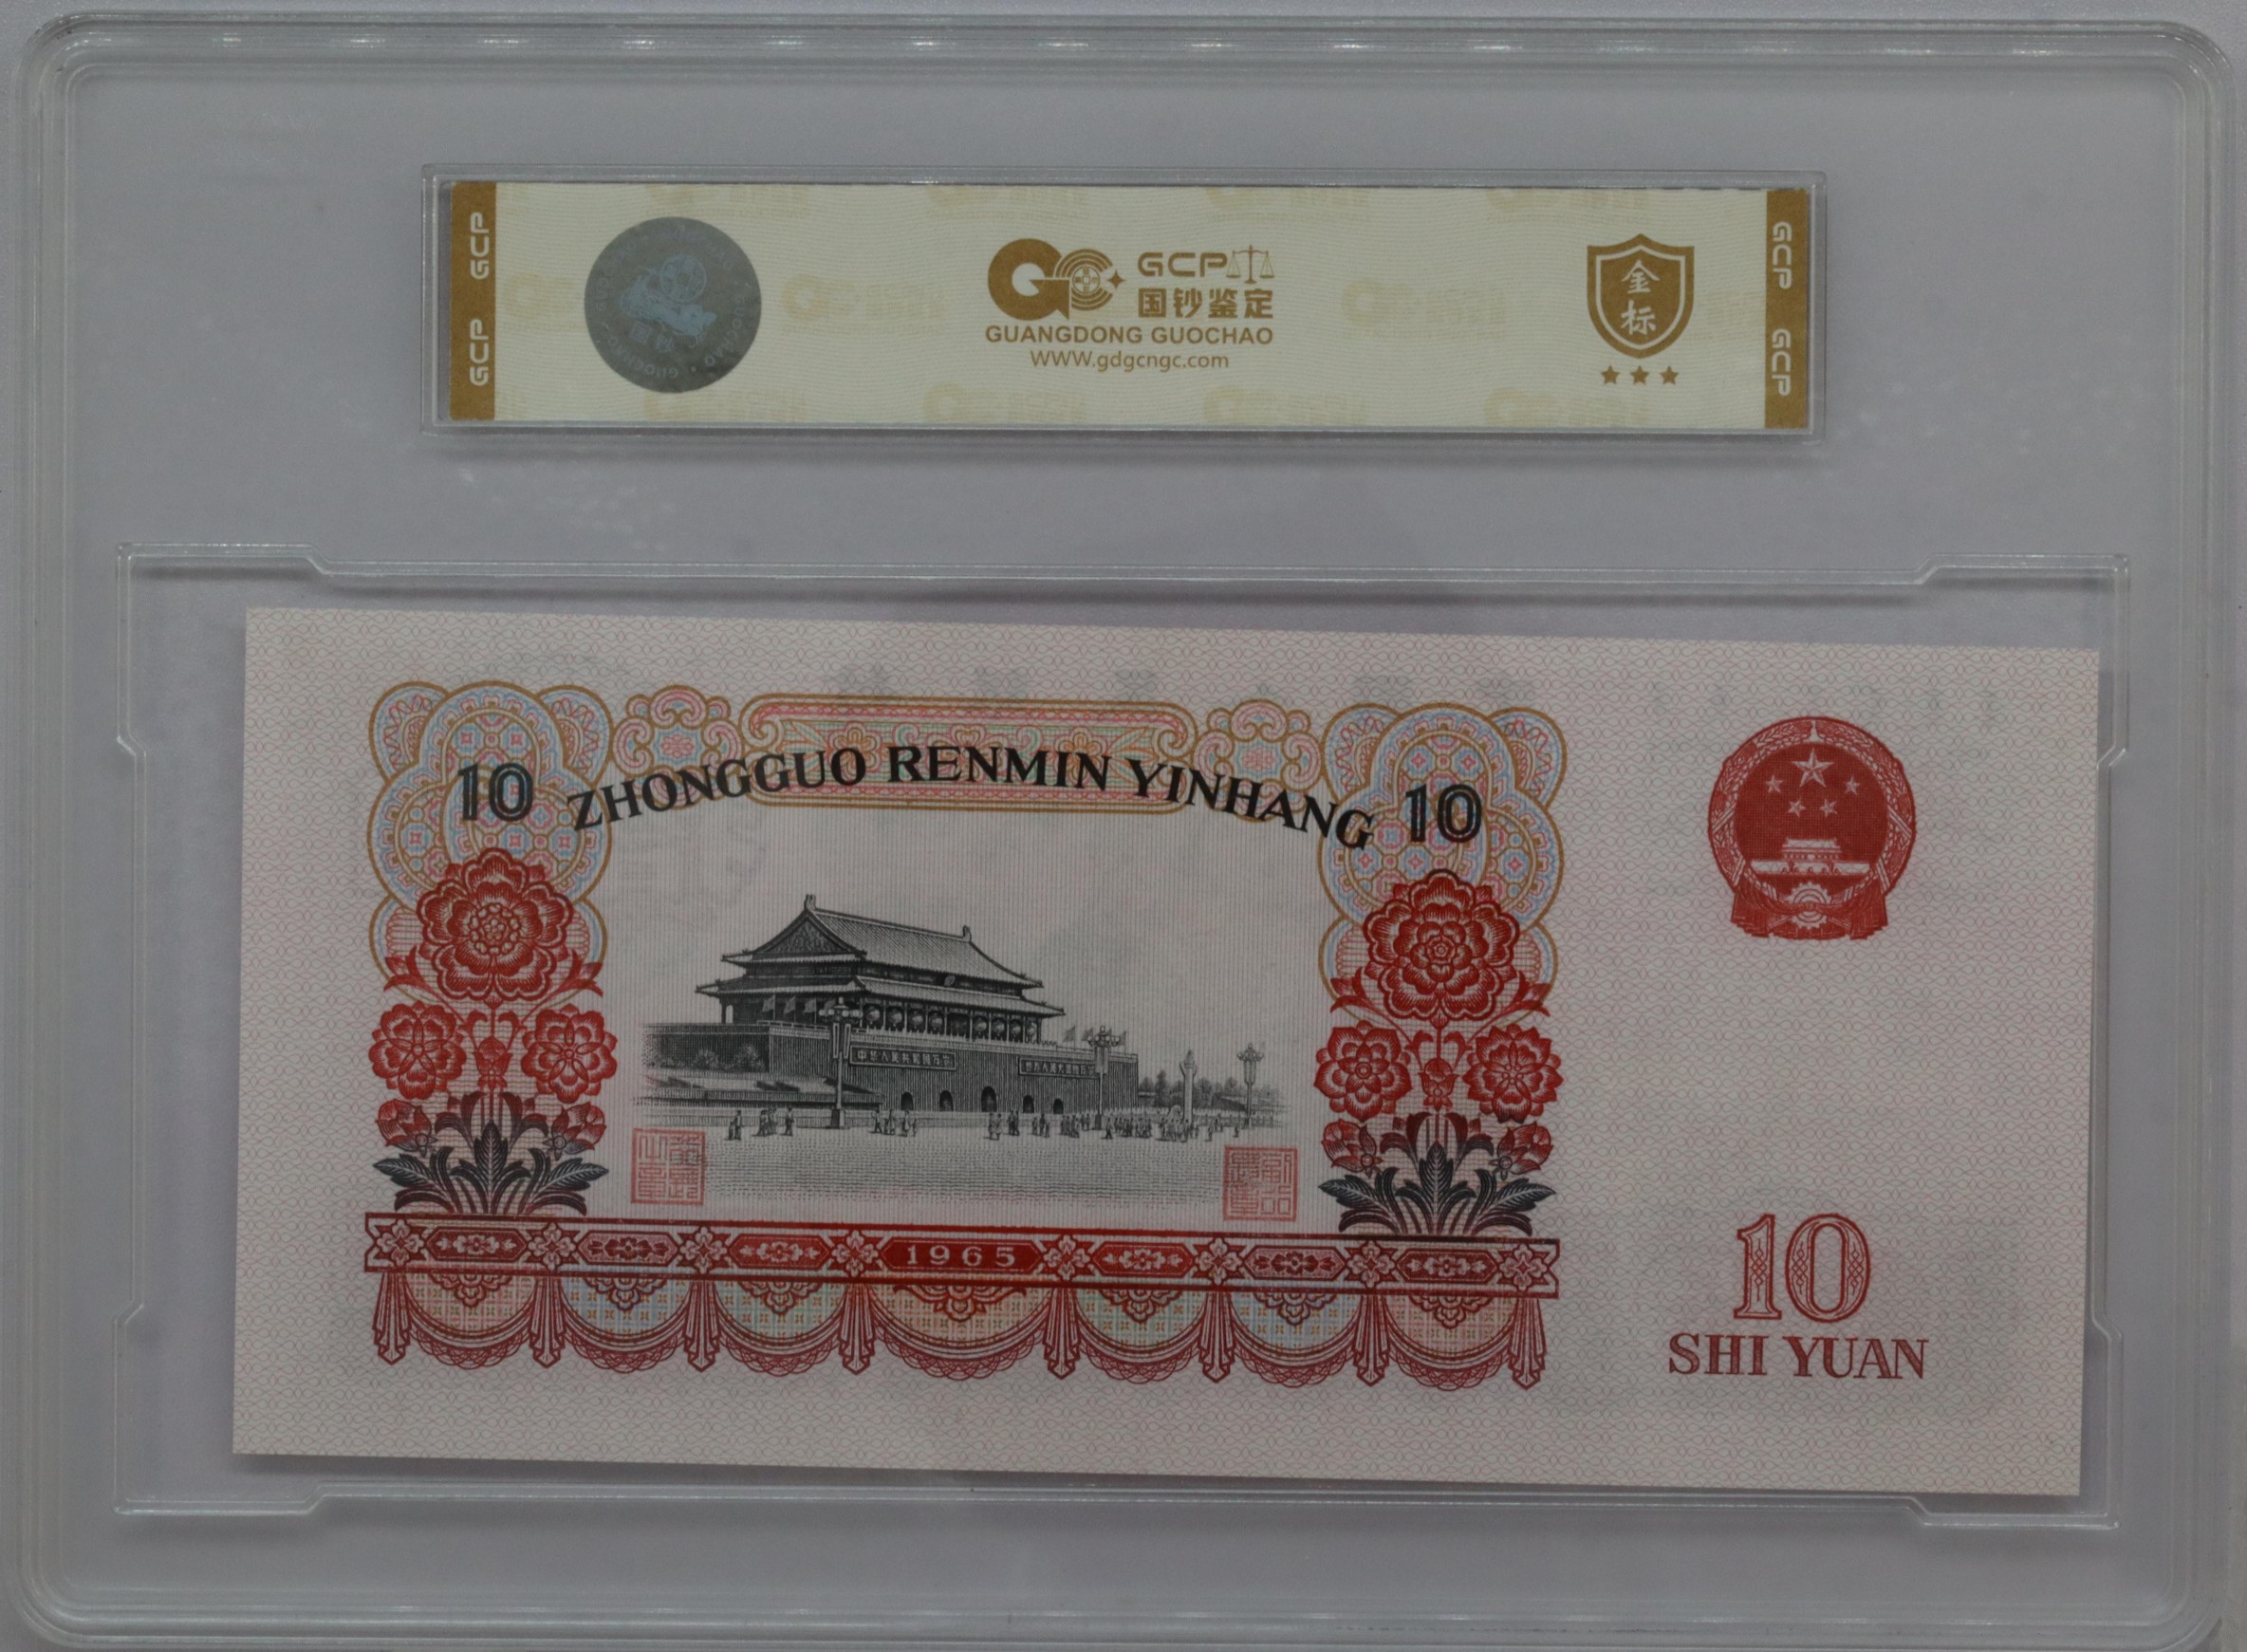 GCP
GCP
GCP
国钞鉴定
GUANGDONG GUOCHAO
WWW.gdgcngc.com
金标
GCP
GCP
10 ZHONGGUO RENMIN YINHANG 10
1965
10
SHI YUAN